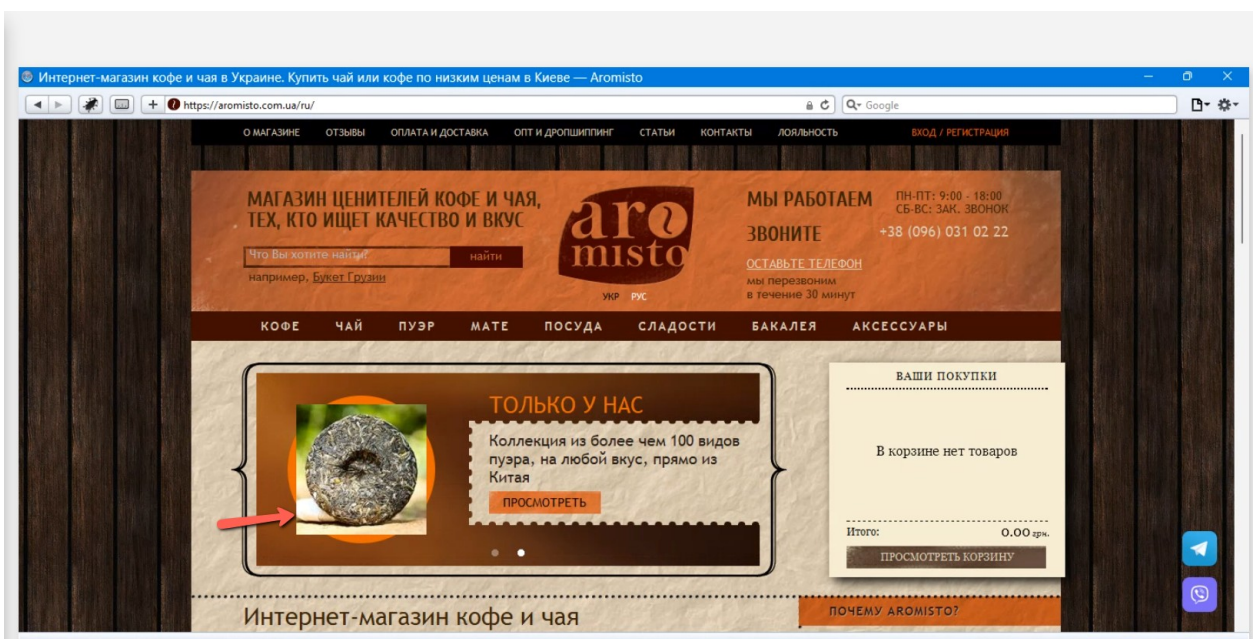 Интернет-магазин кофе и чая в Украине. Купить чай или кофе по низким ценам в Киеве — Aromisto
https://aromisto.com.ua/ru/
Google
О МАГАЗИНЕ ОТЗЫВЫ ОПЛАТА И ДОСТАВКА ОПТ И ДРОПШИППИНГ СТАТЬИ КОНТАКТЫ ЛОЯЛЬНОСТЬ ВХОД / РЕГИСТРАЦИЯ
МАГАЗИН ЦЕНИТЕЛЕЙ КОФЕ И ЧАЯ,
ТЕХ, КТО ИЩЕТ КАЧЕСТВО И ВКУС
Что Вы хотите найти?
найти
например, Букет Грузии
aro
misto
УКР РУС
МЫ РАБОТАЕМ
ПН-ПТ: 9:00 - 18:00
СБ-ВС: ЗАК. ЗВОНОК
ЗВОНИТЕ
+38 (096) 031 02 22
ОСТАВЬТЕ ТЕЛЕФОН
мы перезвоним
в течение 30 минут
КОФЕ ЧАЙ ПУЭР МАТЕ ПОСУДА СЛАДОСТИ БАКАЛЕЯ АКСЕССУАРЫ
ТОЛЬКО У НАС
Коллекция из более чем 100 видов
пуэра, на любой вкус, прямо из
Китая
ПРОСМОТРЕТЬ
ВАШИ ПОКУПКИ
В корзине нет товаров
Итого: 0.00 грн.
ПРОСМОТРЕТЬ КОРЗИНУ
Интернет-магазин кофе и чая
ПОЧЕМУ AROMISTO?